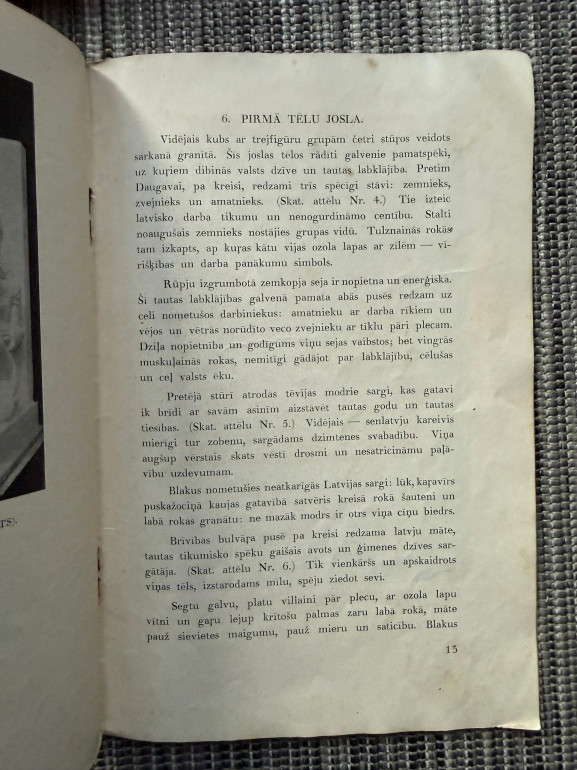 6. PIRMĀ TĒLU JOSLA.
Vidējais kubs ar trejfigūru grupām četri stūŗos veidots
sarkanā granītā. Šīs joslas tēlos rādīti galvenie pamatspēki,
uz kuŗiem dibinās valsts dzīve un tautas labklājība. Pretim
Daugavai, pa kreisi, redzami trīs spēcīgi stāvi: zemnieks,
zvejnieks un amatnieks. (Skat. attēlu Nr. 4.) Tie izteic
latvisko darba tikumu un nenogurdināmo centību. Stalti
noaugušais zemnieks nostājies grupas vidū. Tulznainās rokās
tam izkapts, ap kuŗas kātu vijas ozola lapas ar zīlēm — vī-
rišķības un darba panākumu simbols.
Rūpju izgrumbotā zemkopja seja ir nopietna un enerģiska.
Šī tautas labklājības galvenā pamata abās pusēs redzam uz
ceļi nometušos darbiniekus: amatnieku ar darba rīkiem un
vējos un vētrās norūdīto veco zvejnieku ar tīklu pāri plecam.
Dziļa nopietnība un godīgums viņu sejas vaibstos; bet vingrās
muskuļainās rokas, nemitīgi gādājot par labklājību, cēlušas
un ceļ valsts ēku.
Pretējā stūrī atrodas tēvijas modrie sargi, kas gatavi
ik brīdi ar savām asinīm aizstāvēt tautas godu un tautas
tiesības. (Skat. attēlu Nr. 5.) Vidējais — senlatvju kareivis
mierīgi tur zobenu, sargādams dzimtenes svabadību. Viņa
augšup vērstais skats vēstī drosmi un nesatricināmu paļā-
vību uzdevumam.
Blakus nometušies neatkarīgās Latvijas sargi: lūk, kaŗavīrs
puskažociņā kaujas gatavībā satvēris kreisā rokā šauteni un
labā rokas granātu: ne mazāk modrs ir otrs viņa cīņu biedrs.
Brīvības bulvāŗa pusē pa kreisi redzama latvju māte,
tautas tikumisko spēku gaišais avots un ģimenes dzīves sar-
gātāja. (Skat. attēlu Nr. 6.) Tik vienkāršs un apskaidrots
viņas tēls, izstarodams mīlu, spēju ziedot sevi.
Segtu galvu, platu villaini pār plecu, ar ozola lapu
vītni un gaŗu lejup krītošu palmas zaru labā rokā, māte
pauž sievietes maigumu, pauž mieru un saticību. Blakus
15
TS).